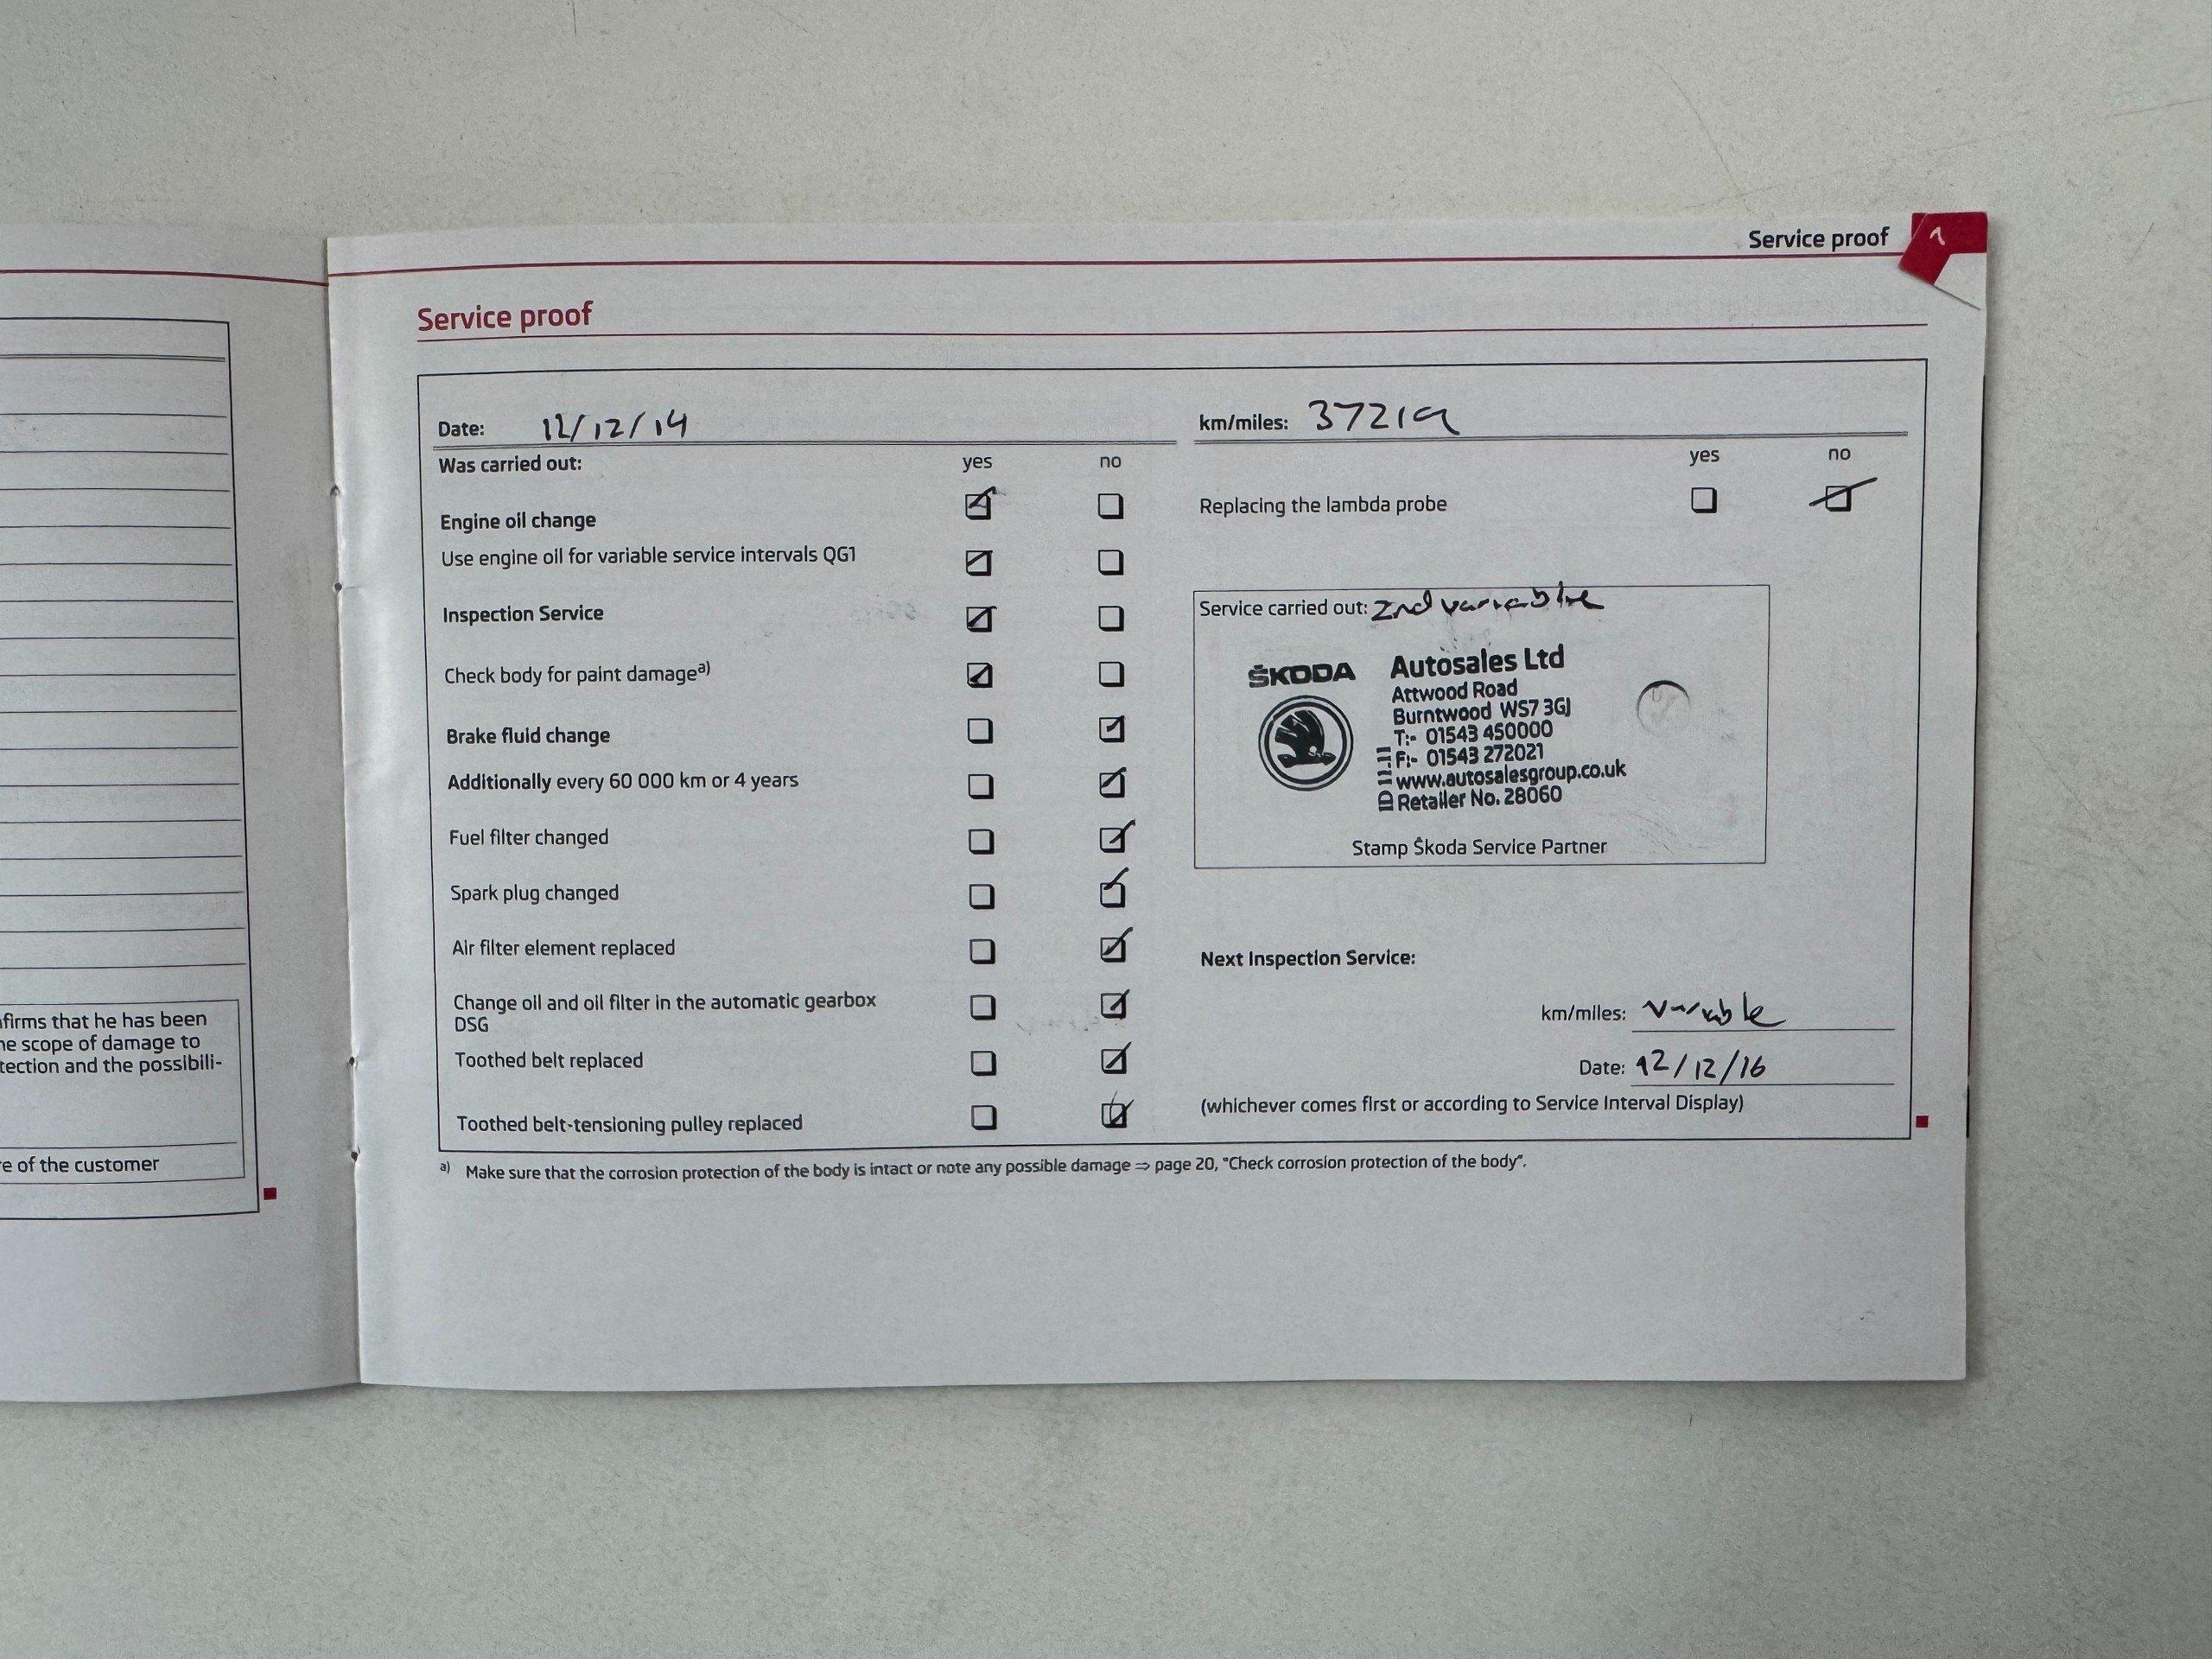 Service proof
Service proof
Date: 12/12/14
km/miles: 37219
Was carried out: yes no
Engine oil change
Use engine oil for variable service intervals QG1
Inspection Service
Check body for paint damage a)
Brake fluid change
Additionally every 60 000 km or 4 years
Fuel filter changed
Spark plug changed
Air filter element replaced
Change oil and oil filter in the automatic gearbox
DSG
Toothed belt replaced
Toothed belt-tensioning pulley replaced
yes no
Replacing the lambda probe
Service carried out: 2nd variable
ŠKODA
Autosales Ltd
Attwood Road
Burntwood WS7 3GJ
T:- 01543 450000
F:- 01543 272021
www.autosalesgroup.co.uk
Retailer No. 28060
Stamp Škoda Service Partner
Next Inspection Service:
km/miles: variable
Date: 12/12/16
(whichever comes first or according to Service Interval Display)
a) Make sure that the corrosion protection of the body is intact or note any possible damage ⇒ page 20, "Check corrosion protection of the body".
firms that he has been
he scope of damage to
tection and the possibili-
e of the customer